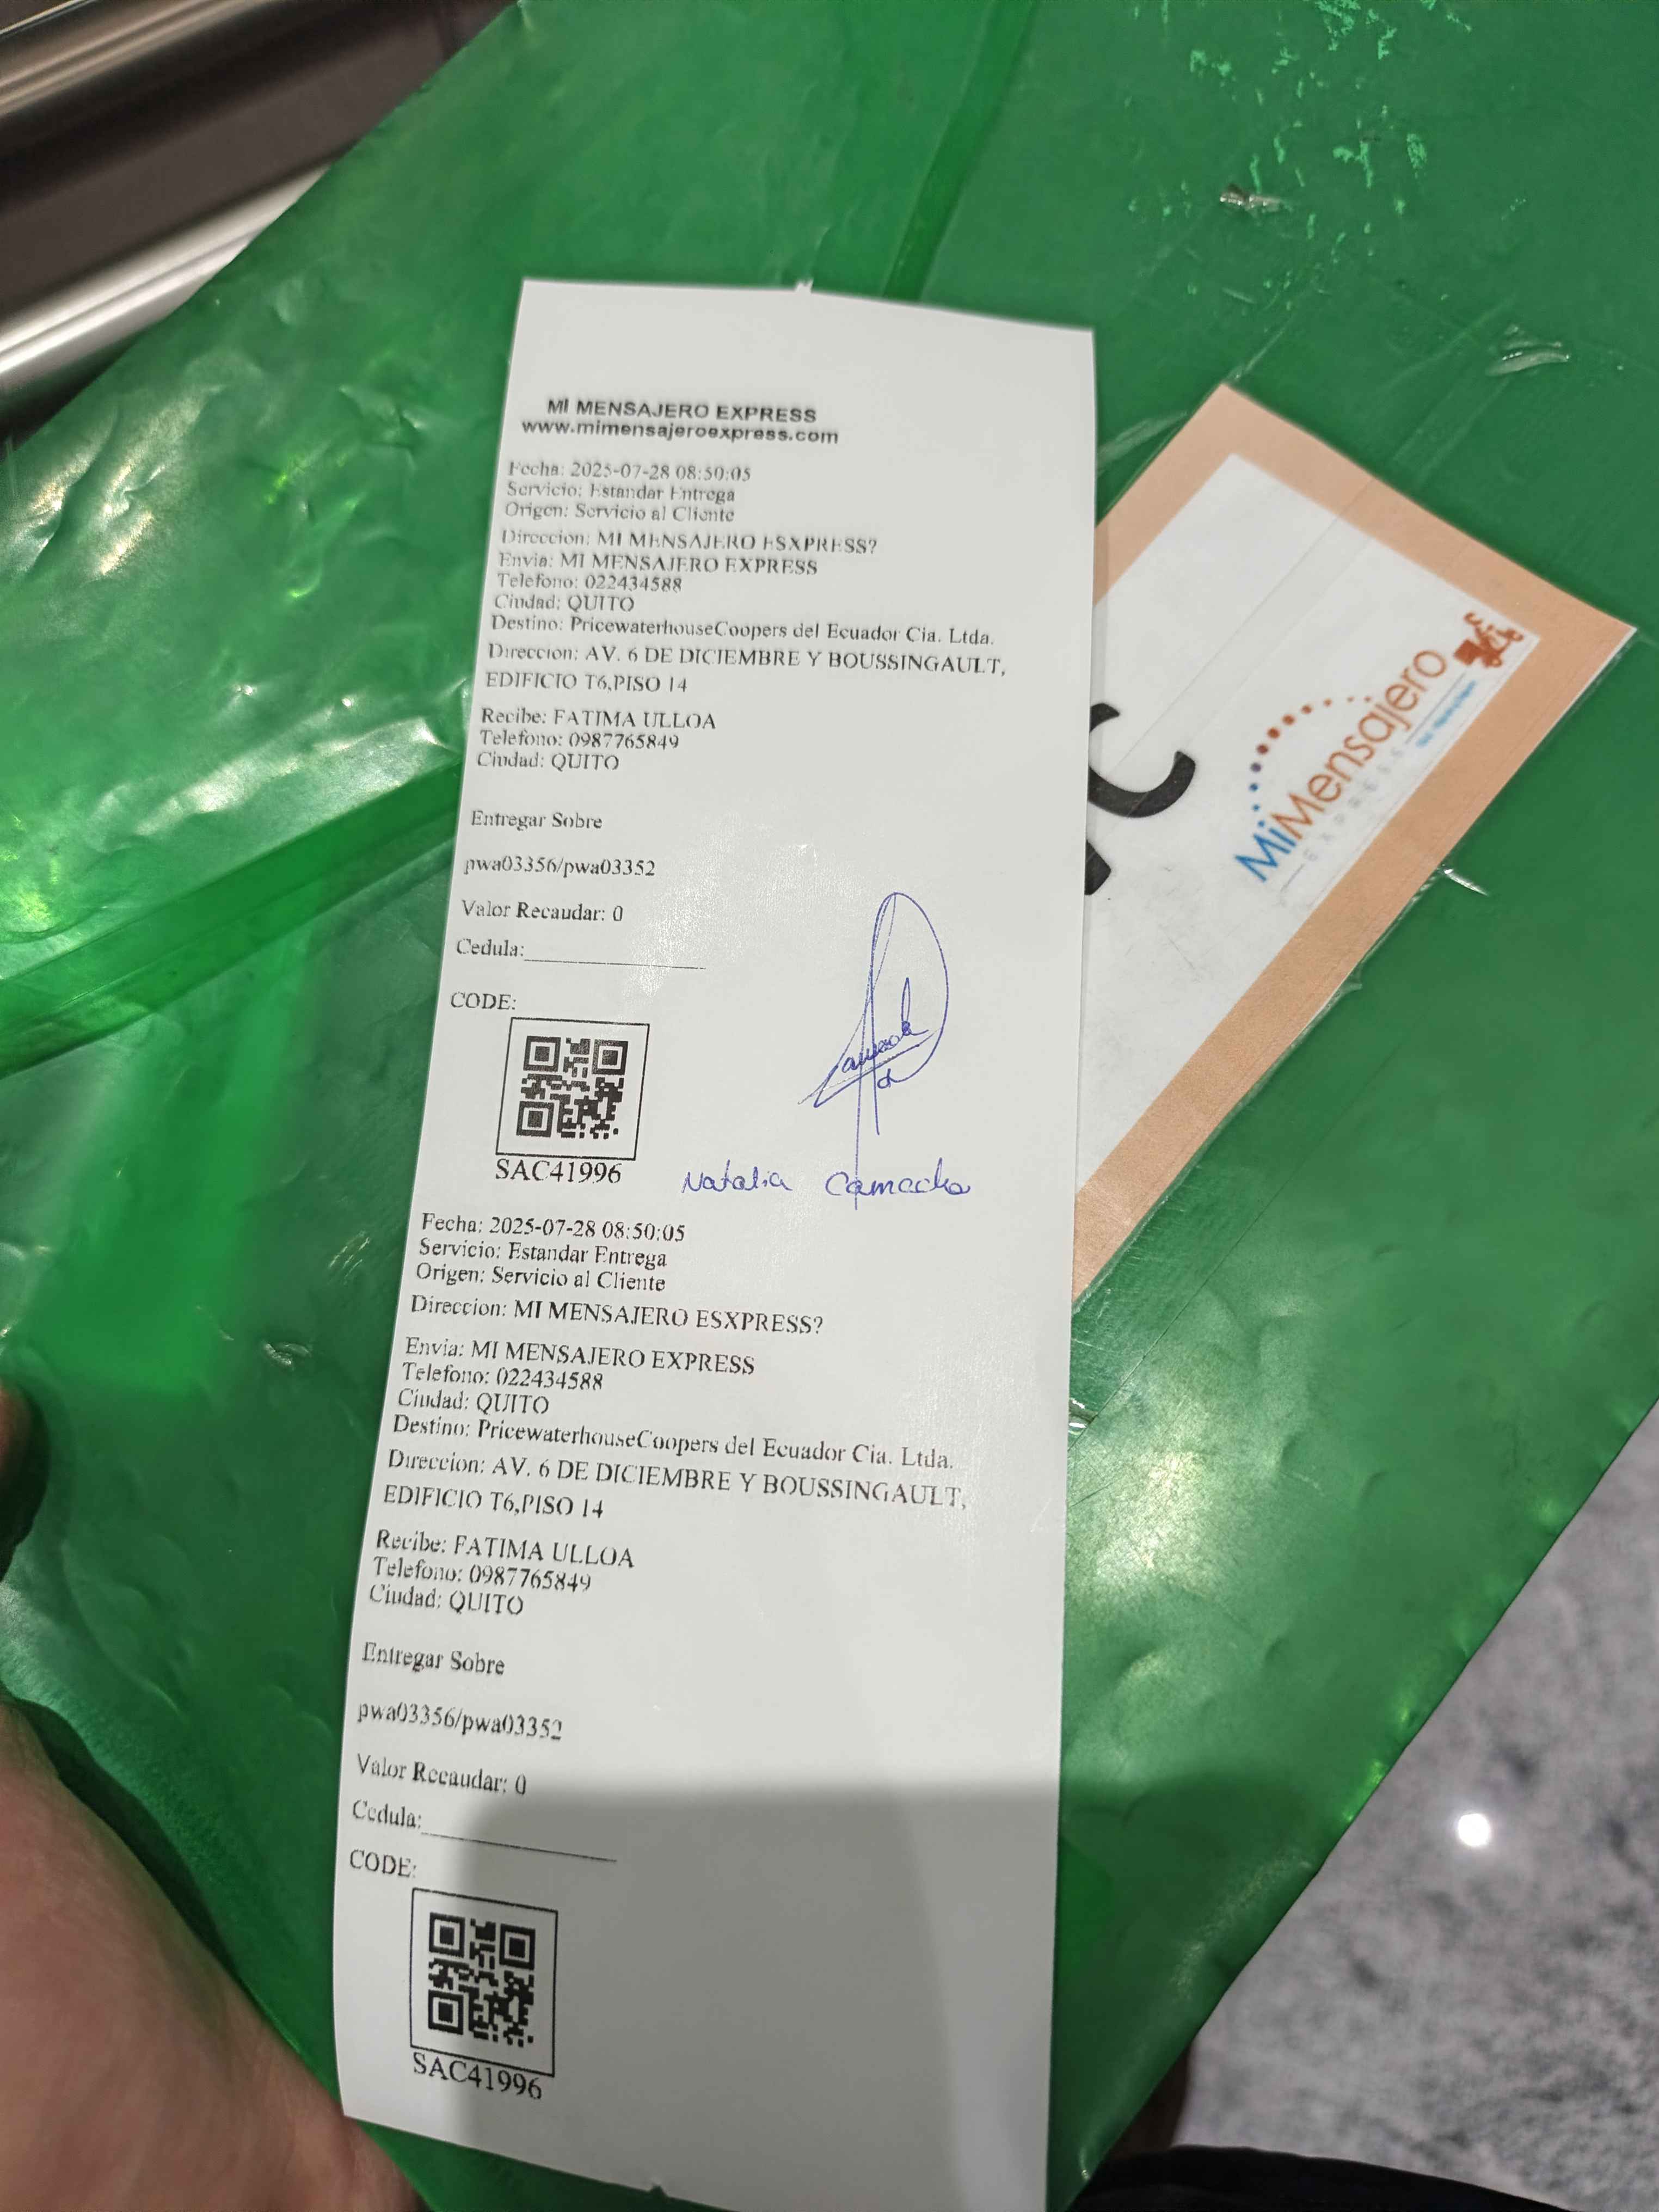 MI MENSAJERO EXPRESS
www.mimensajeroexpress.com
Fecha: 2025-07-28 08:50:05
Servicio: Estandar Entrega
Origen: Servicio al Cliente
Direccion: MI MENSAJERO ESXPRESS?
Envia: MI MENSAJERO EXPRESS
Telefono: 022434588
Ciudad: QUITO
Destino: PricewaterhouseCoopers del Ecuador Cia. Ltda.
Direccion: AV. 6 DE DICIEMBRE Y BOUSSINGAULT,
EDIFICIO T6,PISO 14
Recibe: FATIMA ULLOA
Telefono: 0987765849
Ciudad: QUITO
Entregar Sobre
pwa03356/pwa03352
Valor Recaudar: 0
Cedula:
CODE:
SAC41996
Natalia Camacho
Fecha: 2025-07-28 08:50:05
Servicio: Estandar Entrega
Origen: Servicio al Cliente
Direccion: MI MENSAJERO ESXPRESS?
Envia: MI MENSAJERO EXPRESS
Telefono: 022434588
Ciudad: QUITO
Destino: PricewaterhouseCoopers del Ecuador Cia. Ltda.
Direccion: AV. 6 DE DICIEMBRE Y BOUSSINGAULT,
EDIFICIO T6,PISO 14
Recibe: FATIMA ULLOA
Telefono: 0987765849
Ciudad: QUITO
Entregar Sobre
pwa03356/pwa03352
Valor Recaudar: 0
Cedula:
CODE:
SAC41996
MiMensajero
EXPRESS